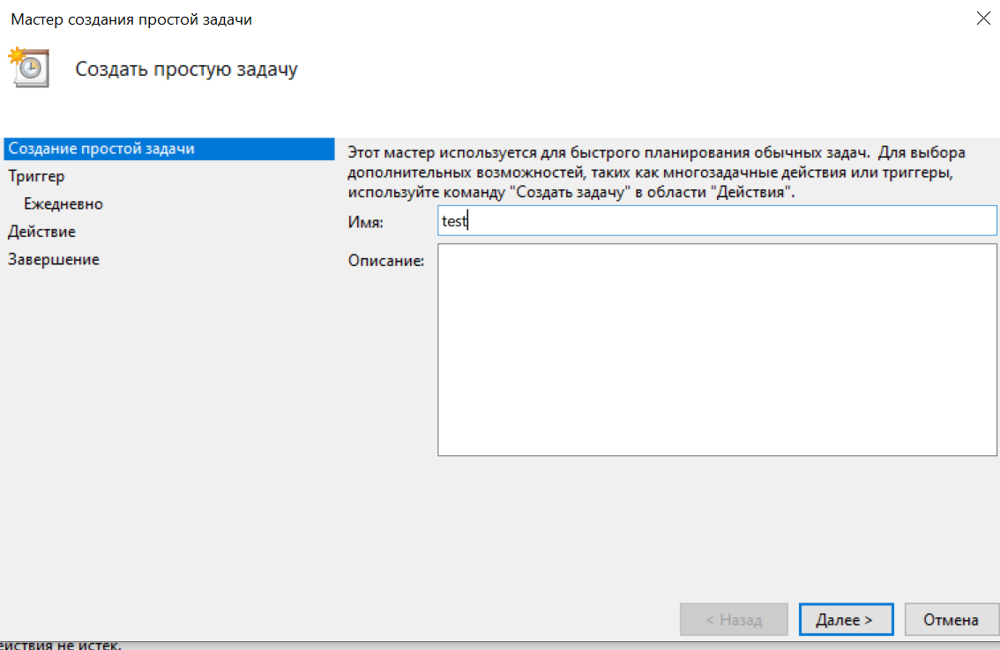 Мастер создания простой задачи
Создать простую задачу
Создание простой задачи
Триггер
Ежедневно
Действие
Завершение
Этот мастер используется для быстрого планирования обычных задач.  Для выбора
дополнительных возможностей, таких как многозадачные действия или триггеры,
используйте команду "Создать задачу" в области "Действия".
Имя:
test
Описание:
< Назад
Далее >
Отмена
ействия не истек.